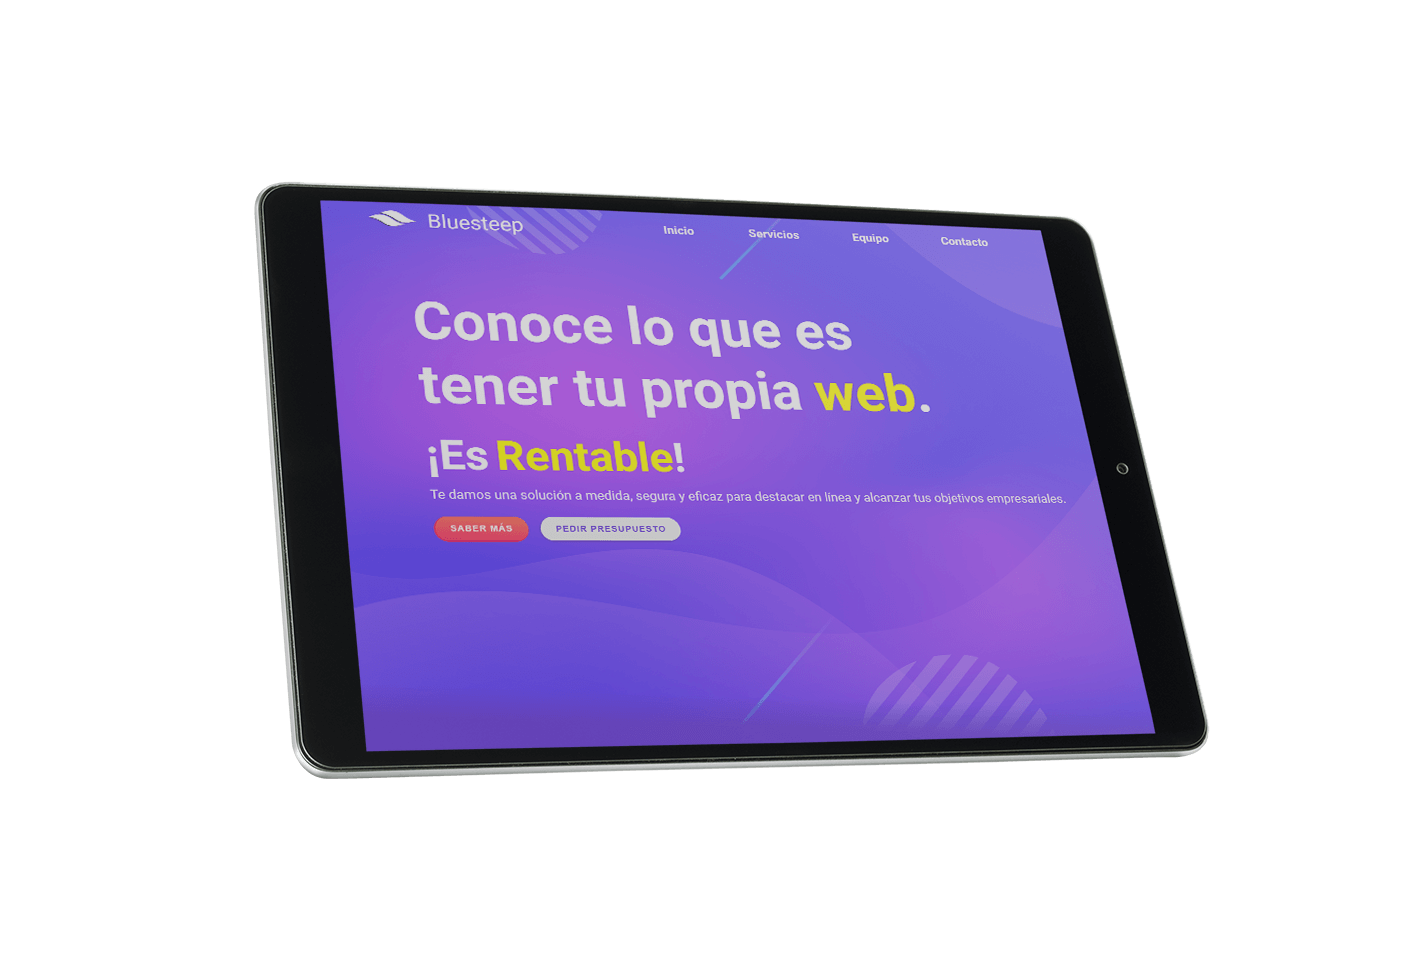 Bluesteep
Inicio Servicios Equipo Contacto
Conoce lo que es
tener tu propia web.
¡Es Rentable!
Te damos una solución a medida, segura y eficaz para destacar en línea y alcanzar tus objetivos empresariales.
SABER MÁS PEDIR PRESUPUESTO